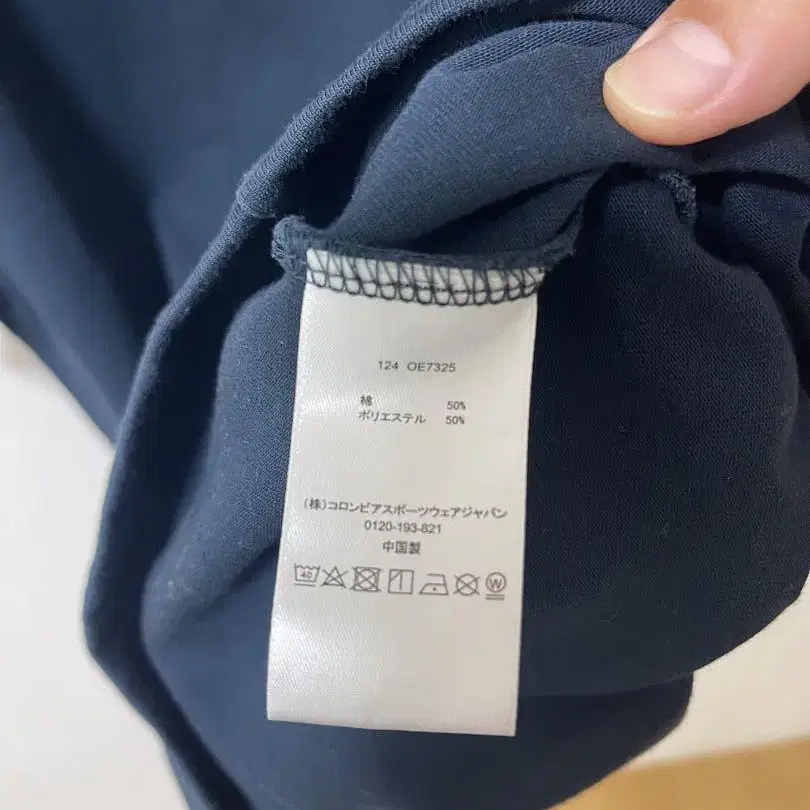 124 OE7325
綿 50%
ポリエステル 50%
(株)コロンビアスポーツウェアジャパン
0120-193-821
中国製
40 W